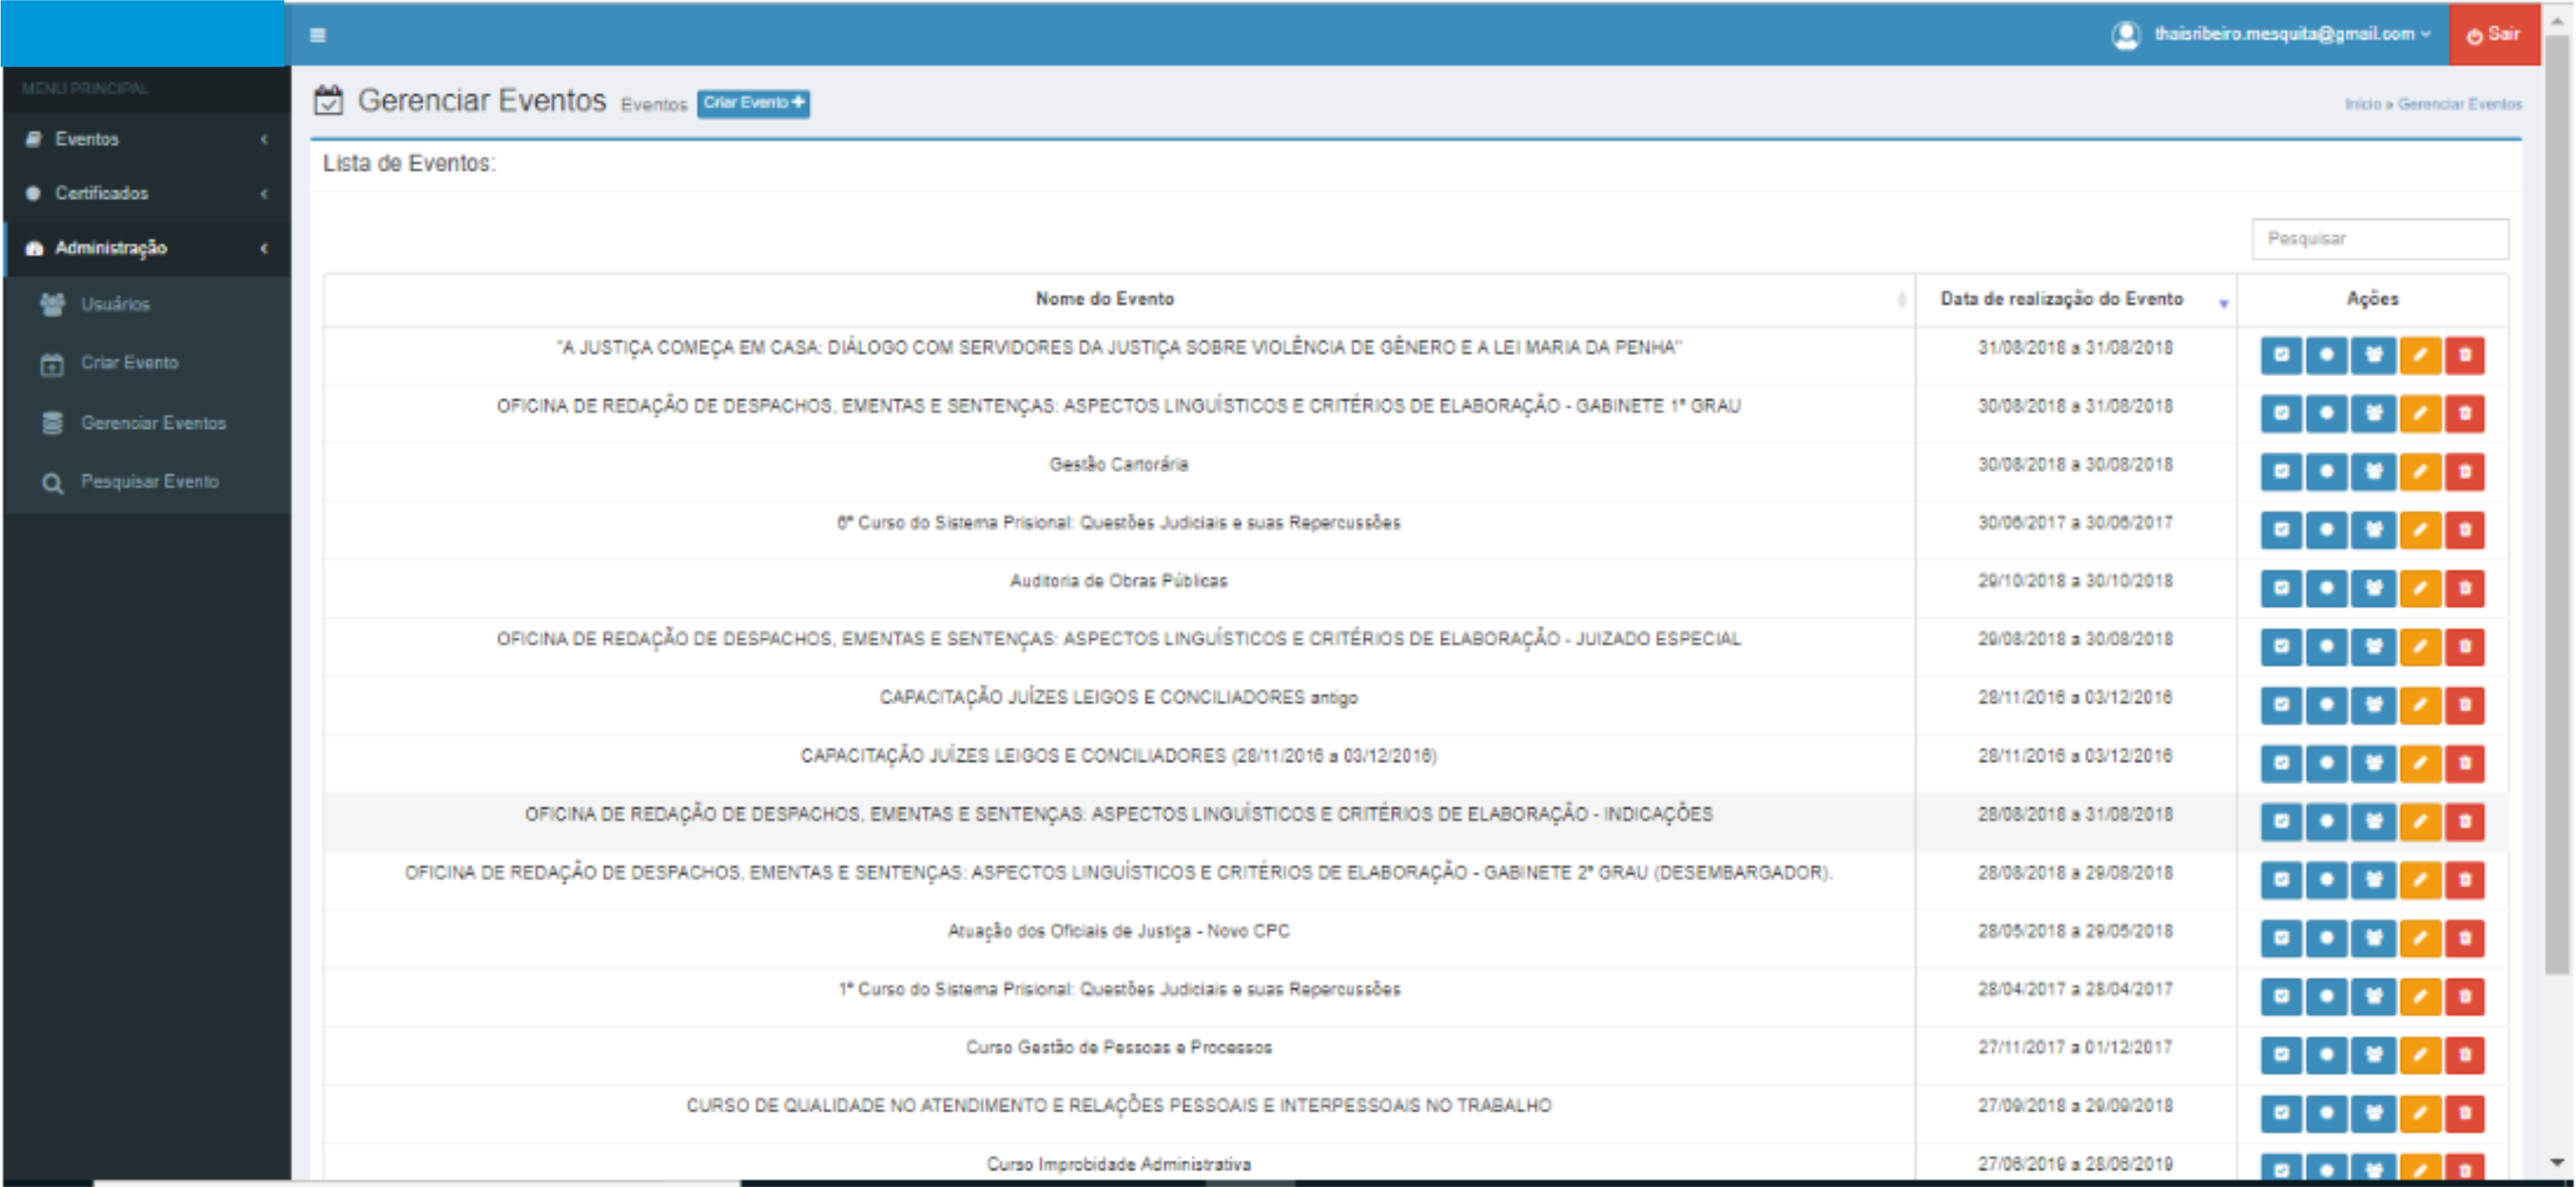 thaisribeiro.mesquita@gmail.com
Sair
MENU PRINCIPAL
Gerenciar Eventos Eventos Criar Evento +
Início » Gerenciar Eventos
Eventos
Lista de Eventos:
Certificados
Administração
Pesquisar
Usuários
Criar Evento
Gerenciar Eventos
Pesquisar Evento
Nome do Evento Data de realização do Evento Ações
"A JUSTIÇA COMEÇA EM CASA: DIÁLOGO COM SERVIDORES DA JUSTIÇA SOBRE VIOLÊNCIA DE GÊNERO E A LEI MARIA DA PENHA" 31/08/2018 a 31/08/2018
OFICINA DE REDAÇÃO DE DESPACHOS, EMENTAS E SENTENÇAS: ASPECTOS LINGUÍSTICOS E CRITÉRIOS DE ELABORAÇÃO - GABINETE 1º GRAU 30/08/2018 a 31/08/2018
Gestão Cartorária 30/08/2018 a 30/08/2018
6º Curso do Sistema Prisional: Questões Judiciais e suas Repercussões 30/06/2017 a 30/06/2017
Auditoria de Obras Públicas 29/10/2018 a 30/10/2018
OFICINA DE REDAÇÃO DE DESPACHOS, EMENTAS E SENTENÇAS: ASPECTOS LINGUÍSTICOS E CRITÉRIOS DE ELABORAÇÃO - JUIZADO ESPECIAL 29/08/2018 a 30/08/2018
CAPACITAÇÃO JUÍZES LEIGOS E CONCILIADORES antigo 28/11/2016 a 03/12/2016
CAPACITAÇÃO JUÍZES LEIGOS E CONCILIADORES (28/11/2016 a 03/12/2016) 28/11/2016 a 03/12/2016
OFICINA DE REDAÇÃO DE DESPACHOS, EMENTAS E SENTENÇAS: ASPECTOS LINGUÍSTICOS E CRITÉRIOS DE ELABORAÇÃO - INDICAÇÕES 28/08/2018 a 31/08/2018
OFICINA DE REDAÇÃO DE DESPACHOS, EMENTAS E SENTENÇAS: ASPECTOS LINGUÍSTICOS E CRITÉRIOS DE ELABORAÇÃO - GABINETE 2º GRAU (DESEMBARGADOR). 28/08/2018 a 29/08/2018
Atuação dos Oficiais de Justiça - Novo CPC 28/05/2018 a 29/05/2018
1º Curso do Sistema Prisional: Questões Judiciais e suas Repercussões 28/04/2017 a 28/04/2017
Curso Gestão de Pessoas e Processos 27/11/2017 a 01/12/2017
CURSO DE QUALIDADE NO ATENDIMENTO E RELAÇÕES PESSOAIS E INTERPESSOAIS NO TRABALHO 27/09/2018 a 29/09/2018
Curso Improbidade Administrativa 27/06/2019 a 28/06/2019